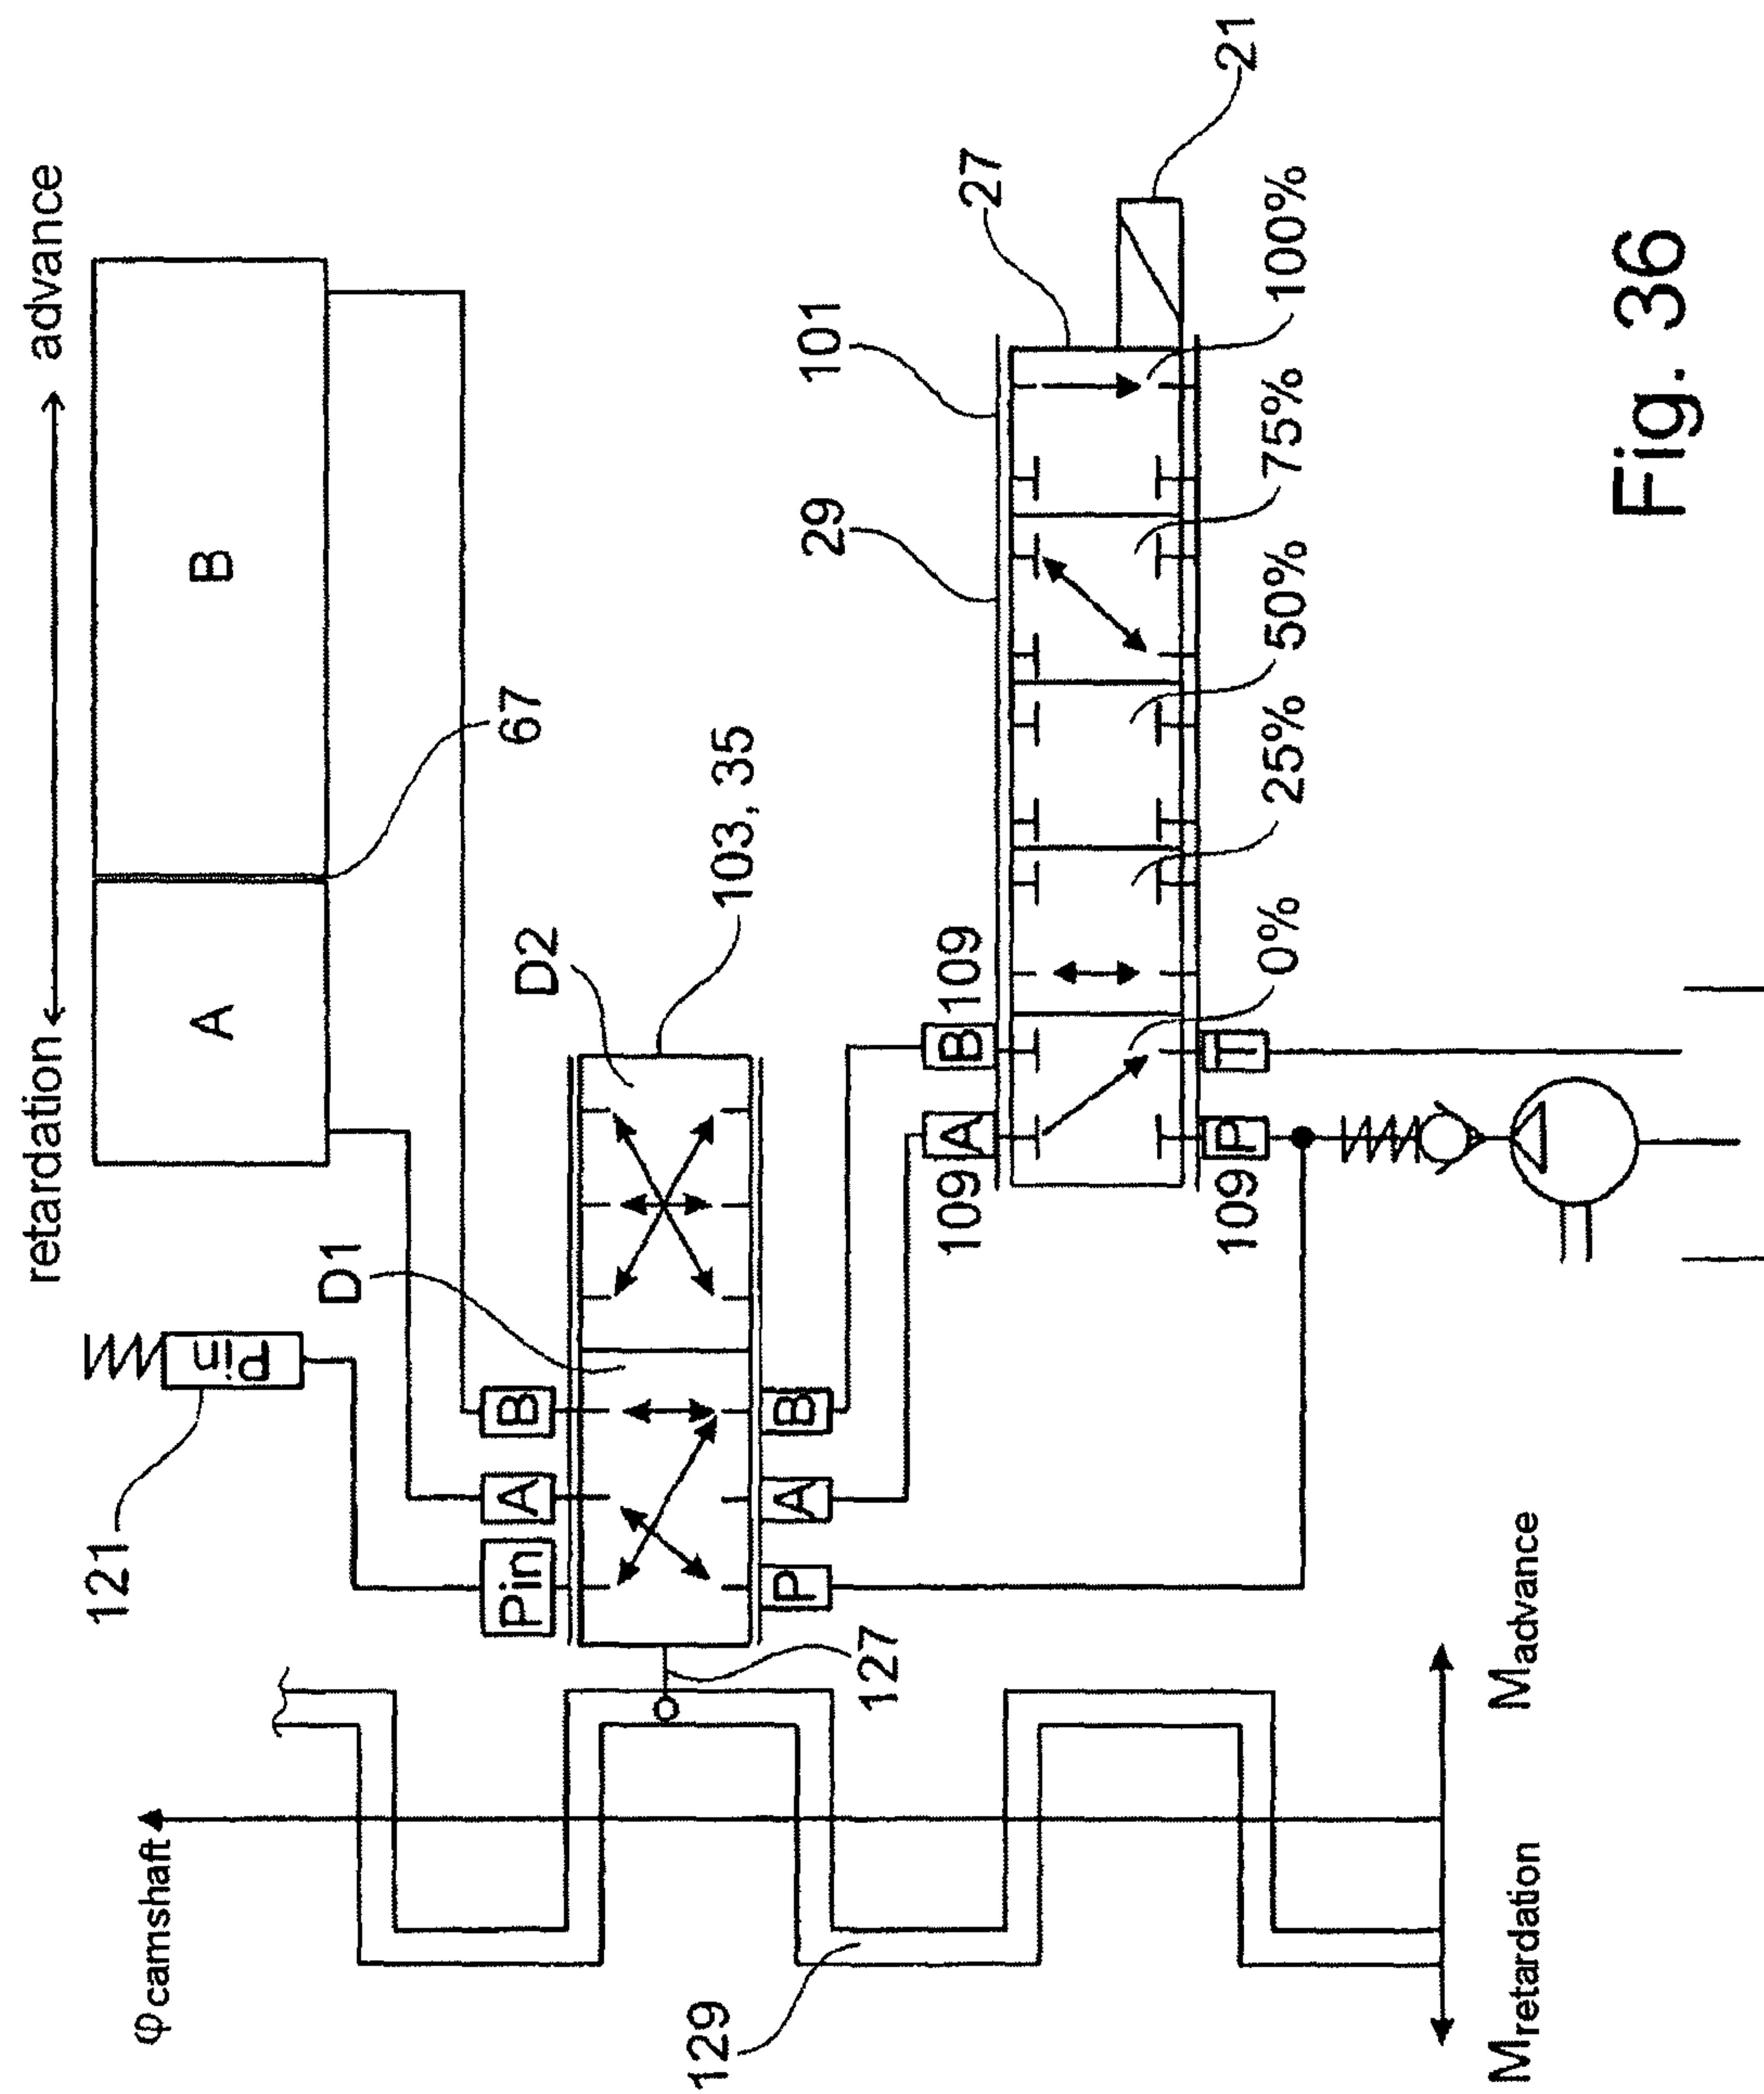 retardation
advance
A
B
67
121
Pin
D1
D2
103, 35
Pin
A
B
P
A
B
127
φcamshaft
129
Mretardation
Madvance
109
A
B
109
29
101
27
21
109
P
T
0%
25%
50%
75%
100%
Fig. 36